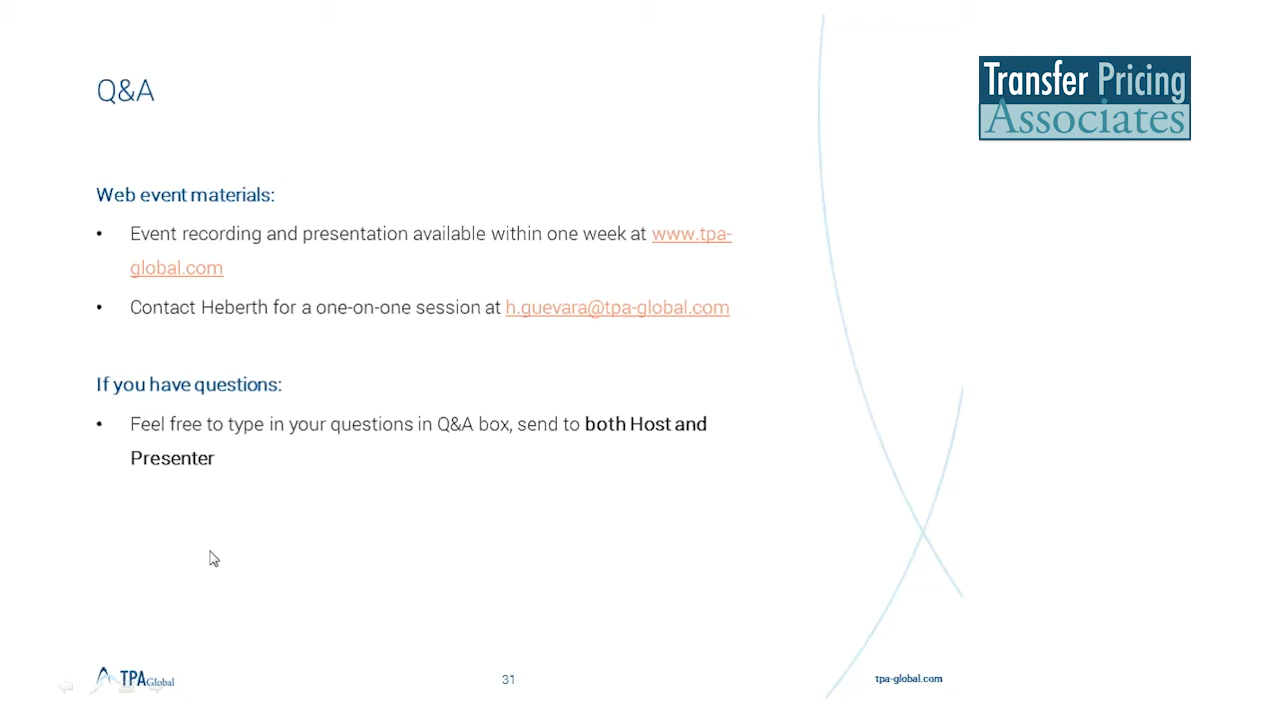 Q&A
Transfer Pricing
Associates
Web event materials:
• Event recording and presentation available within one week at www.tpa-
global.com
• Contact Heberth for a one-on-one session at h.guevara@tpa-global.com
If you have questions:
• Feel free to type in your questions in Q&A box, send to both Host and
Presenter
TPA Global
31
tpa-global.com